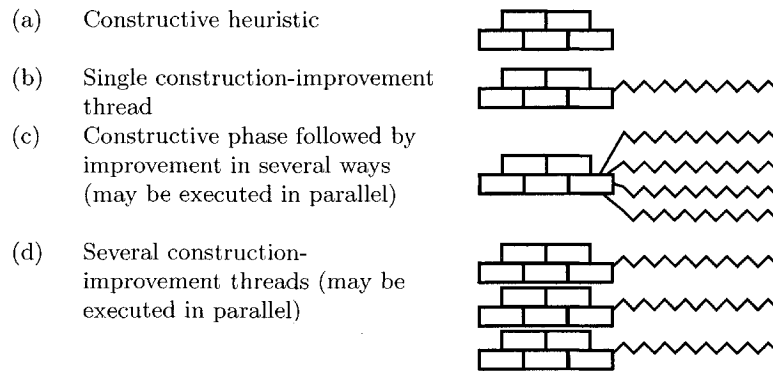 (a) Constructive heuristic
(b) Single construction-improvement
thread
(c) Constructive phase followed by
improvement in several ways
(may be executed in parallel)
(d) Several construction-
improvement threads (may be
executed in parallel)